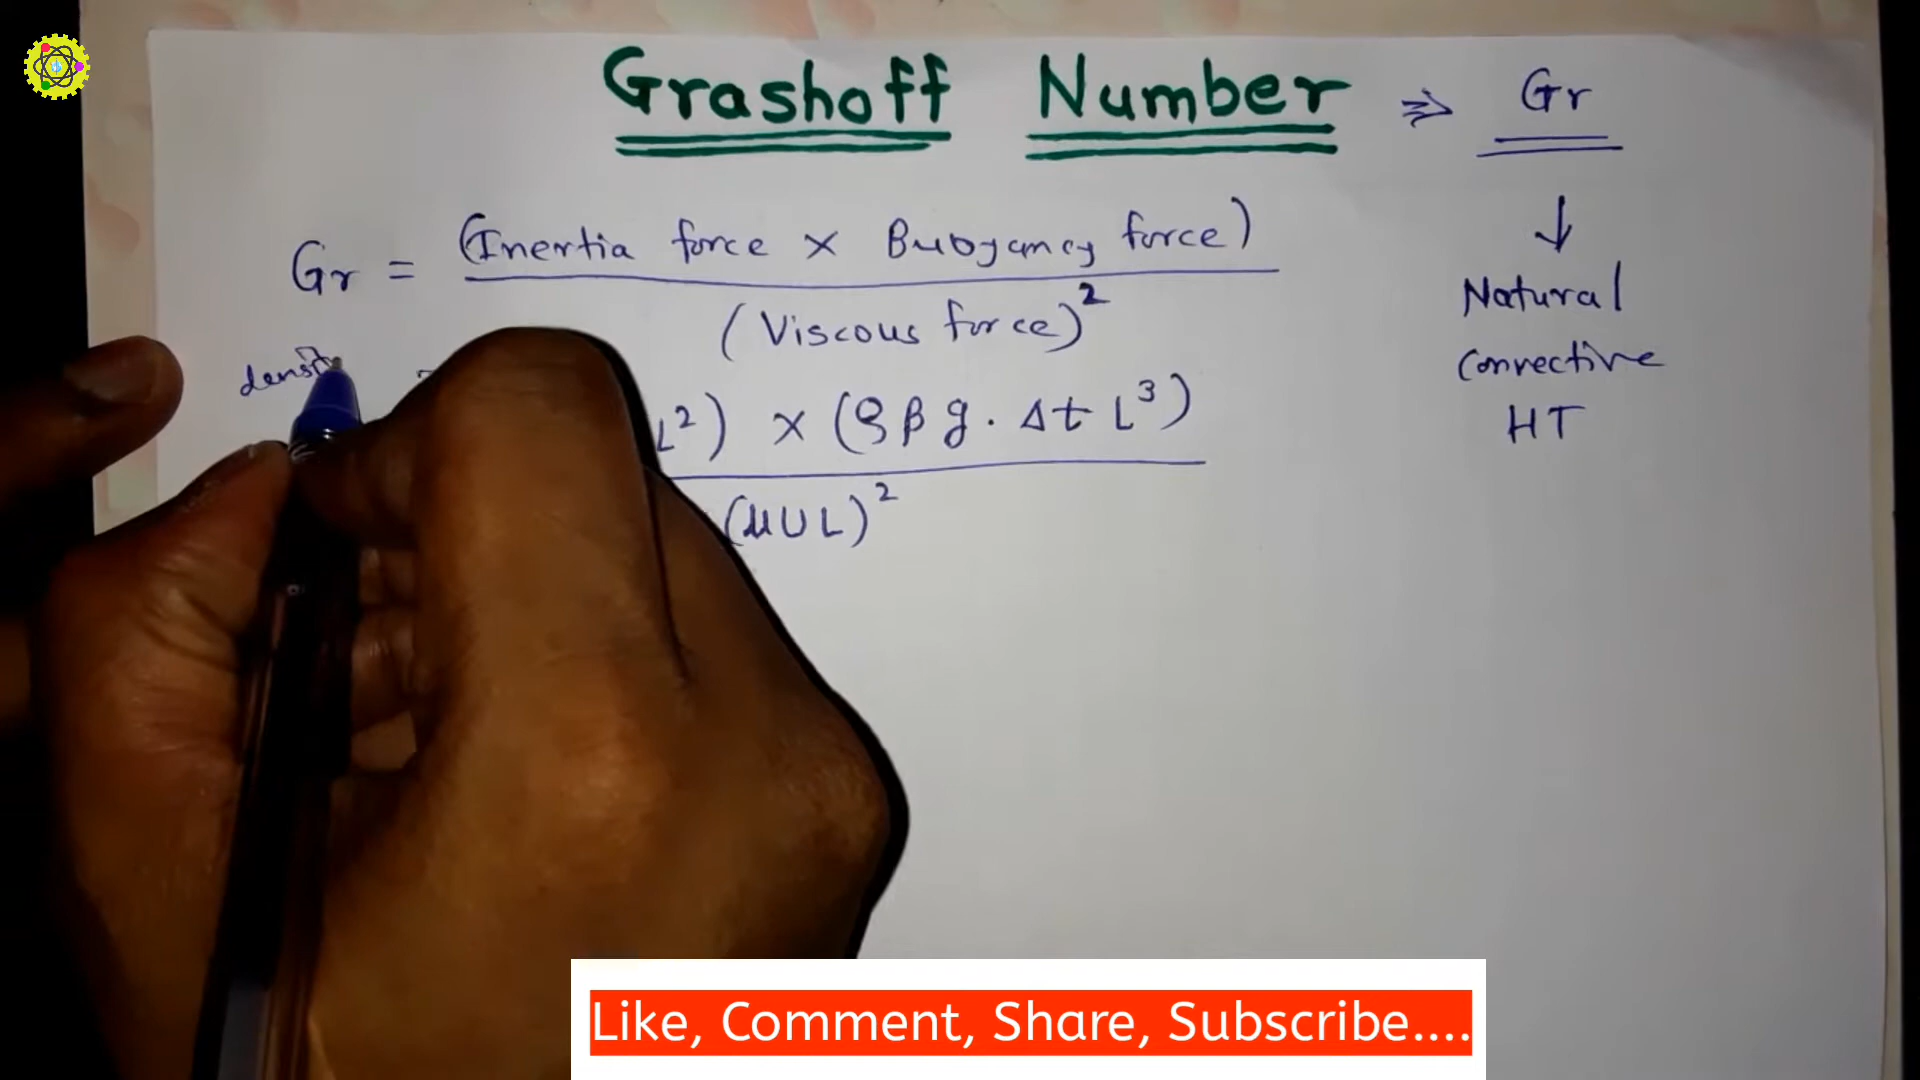 Grashoff Number ⇒ Gr
Gr = (Inertia force × Buoyancy force)
(Viscous force)²
↓
Natural
Convective
HT
density
L²) × (ρ β g . Δt L³)
(μUL)²
Like, Comment, Share, Subscribe....